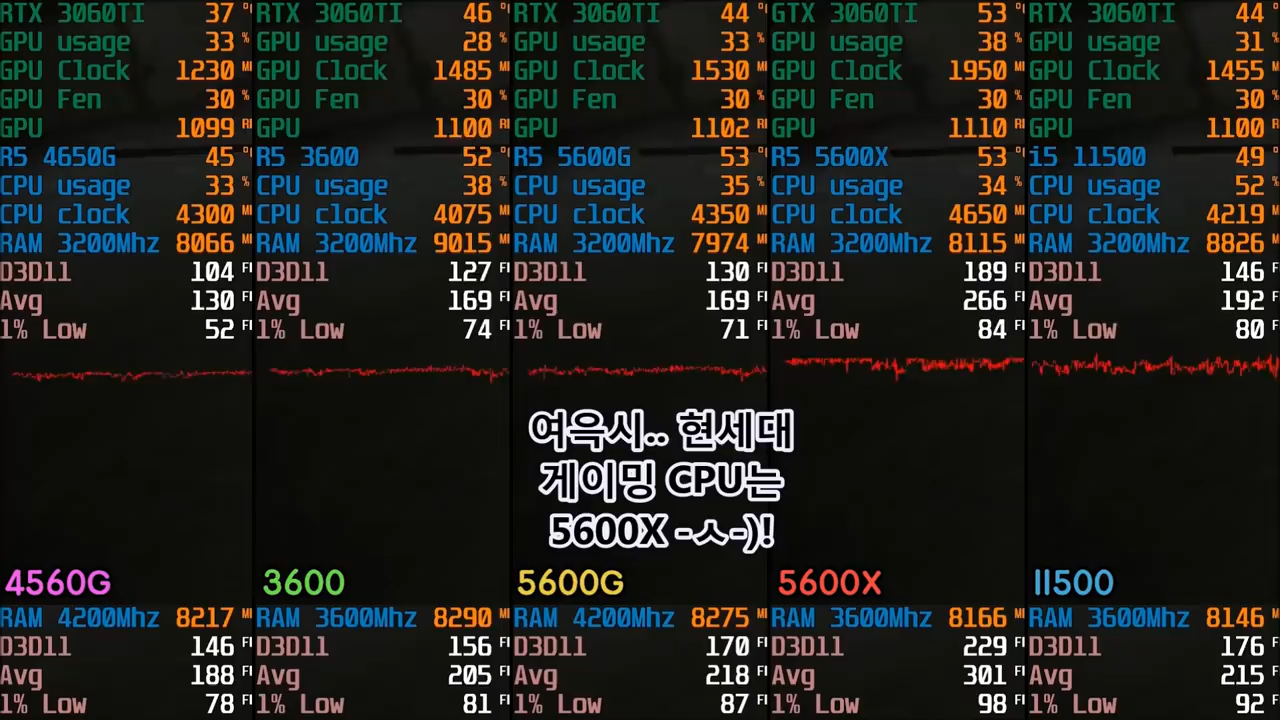 RTX 3060TI 37 °C RTX 3060TI 46 °C RTX 3060TI 44 °C GTX 3060TI 53 °C RTX 3060TI 44 °C
GPU usage 33 % GPU usage 28 % GPU usage 33 % GPU usage 38 % GPU usage 31 %
GPU Clock 1230 GPU Clock 1485 GPU Clock 1530 GPU Clock 1950 GPU Clock 1455
GPU Fen 30 % GPU Fen 30 % GPU Fen 30 % GPU Fen 30 % GPU Fen 30 %
GPU 1099 GPU 1100 GPU 1102 GPU 1110 GPU 1100
R5 4650G 45 R5 3600 52 R5 5600G 53 R5 5600X 53 i5 11500 49
CPU usage 33 % CPU usage 38 % CPU usage 35 % CPU usage 34 % CPU usage 52 %
CPU clock 4300 CPU clock 4075 CPU clock 4350 CPU clock 4650 CPU clock 4219
RAM 3200Mhz 8066 RAM 3200Mhz 9015 RAM 3200Mhz 7974 RAM 3200Mhz 8115 RAM 3200Mhz 8826
D3D11 104 D3D11 127 D3D11 130 D3D11 189 D3D11 146
Avg 130 Avg 169 Avg 169 Avg 266 Avg 192
1% Low 52 1% Low 74 1% Low 71 1% Low 84 1% Low 80
여윽시.. 현세대
게이밍 CPU는
5600X -ㅅ-)!
4560G 3600 5600G 5600X 11500
RAM 4200Mhz 8217 RAM 3600Mhz 8290 RAM 4200Mhz 8275 RAM 3600Mhz 8166 RAM 3600Mhz 8146
D3D11 146 D3D11 156 D3D11 170 D3D11 229 D3D11 176
Avg 188 Avg 205 Avg 218 Avg 301 Avg 215
1% Low 78 1% Low 81 1% Low 87 1% Low 98 1% Low 92